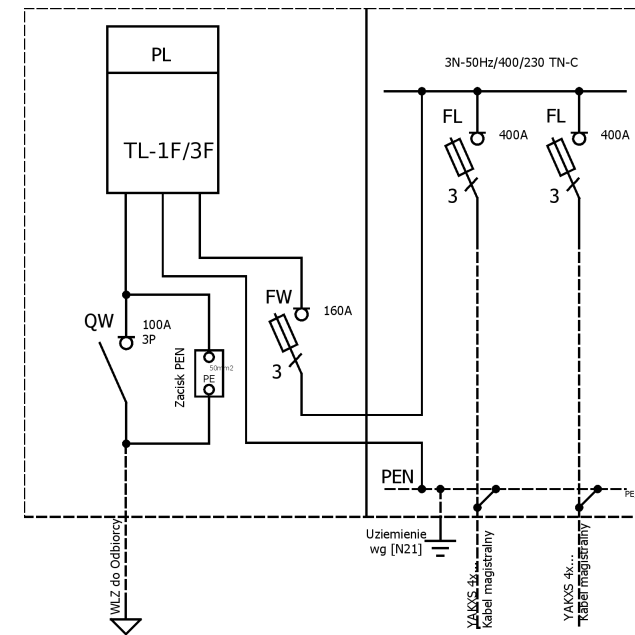 PL
3N-50Hz/400/230 TN-C
TL-1F/3F
FL
400A
3
FL
400A
3
FW
160A
3
QW
100A
3P
Zacisk PEN
50mm2
PE
PEN
PE
Uziemienie
wg [N21]
WLZ do Odbiorcy
YAKXS 4x...
Kabel magistralny
YAKXS 4x...
Kabel magistralny